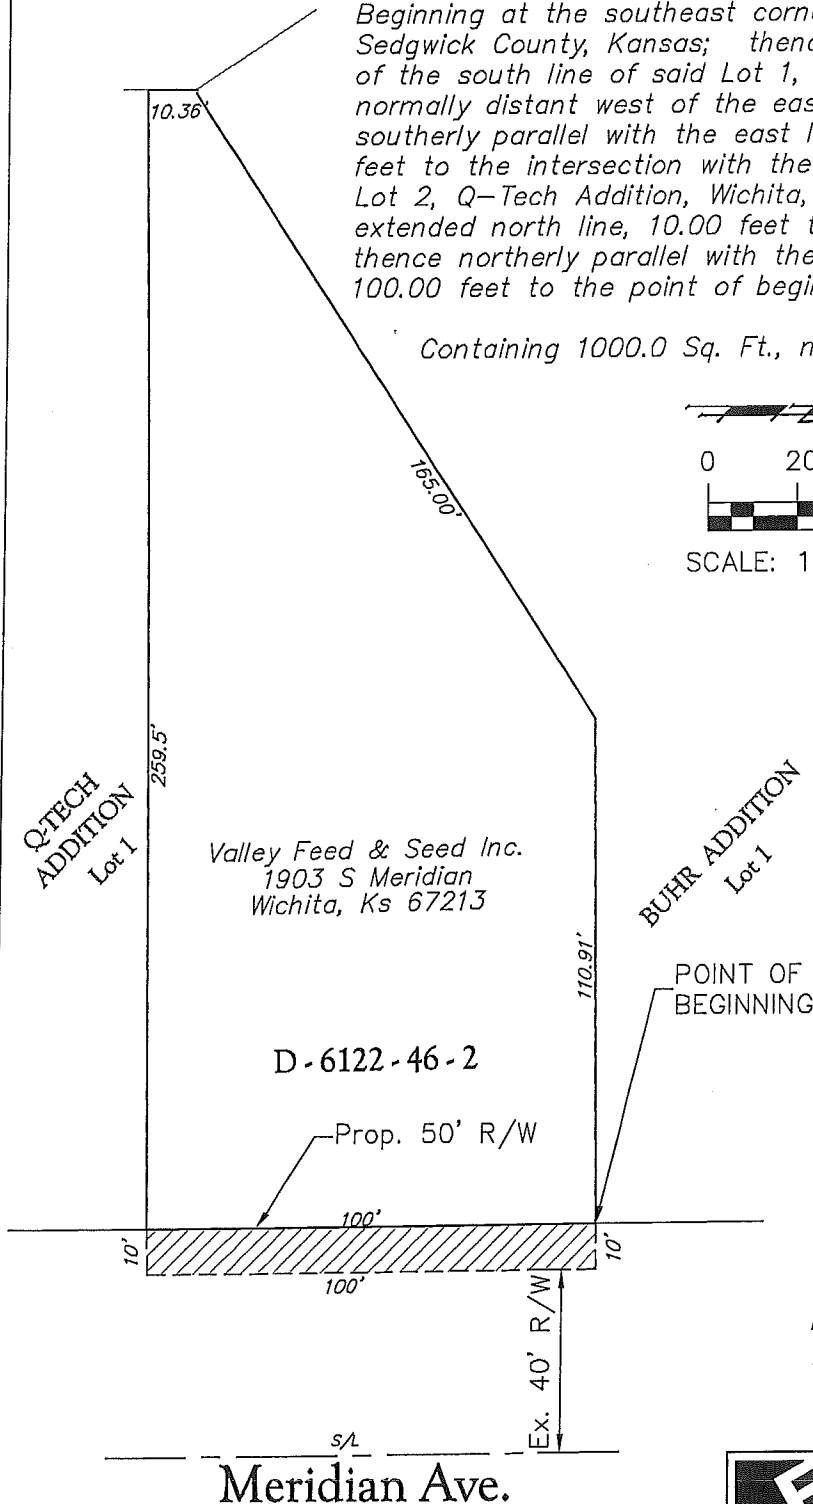 Beginning at the southeast corn
Sedgwick County, Kansas; thenc
of the south line of said Lot 1,
normally distant west of the eas
southerly parallel with the east l
feet to the intersection with the
Lot 2, Q-Tech Addition, Wichita,
extended north line, 10.00 feet t
thence northerly parallel with the
100.00 feet to the point of begi
Containing 1000.0 Sq. Ft., n
10.36'
165.00'
0 20
SCALE: 1
259.5'
Q-TECH
ADDITION
Lot 1
Valley Feed & Seed Inc.
1903 S Meridian
Wichita, Ks 67213
BUHR ADDITION
Lot 1
110.91'
POINT OF
BEGINNING
D-6122-46-2
Prop. 50' R/W
100'
10'
10'
100'
Ex. 40' R/W
S/L
Meridian Ave.